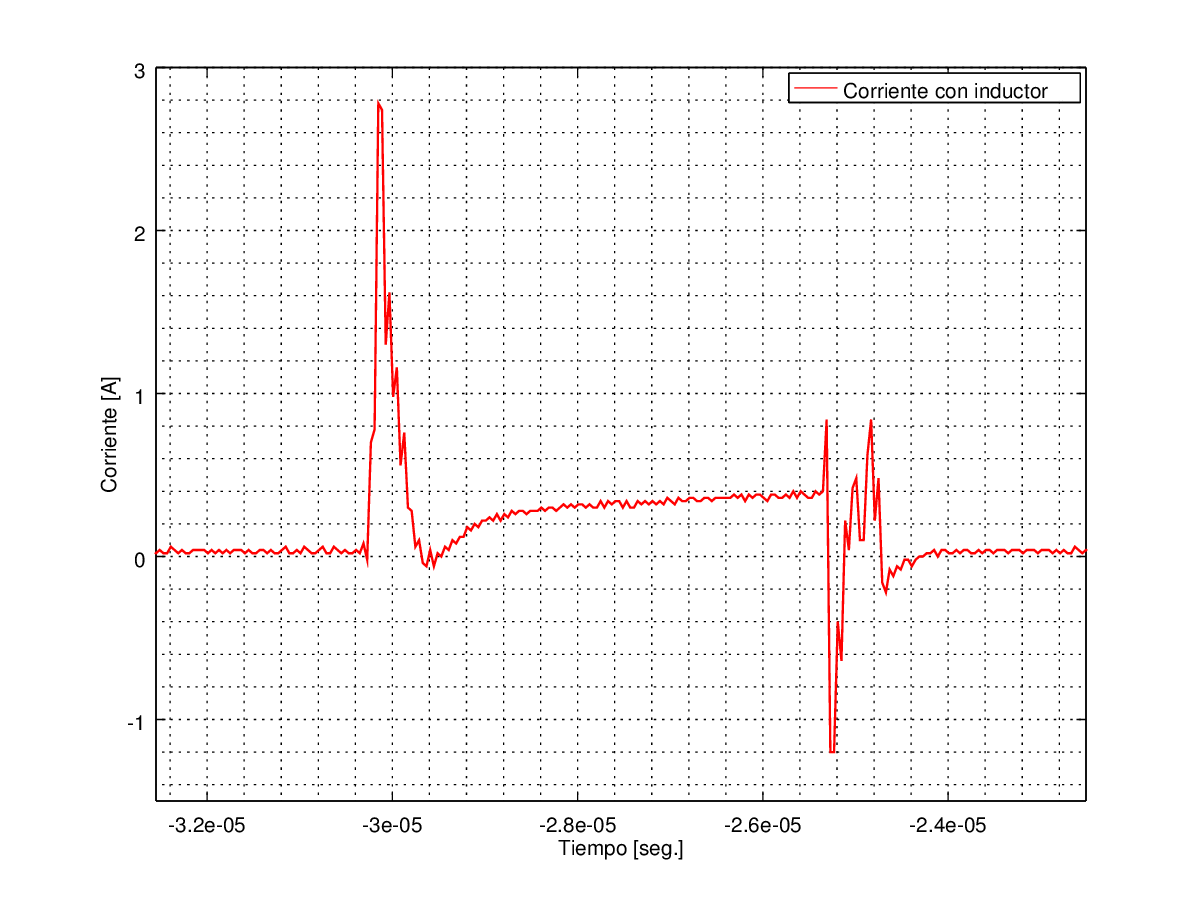 Corriente con inductor
3
2
1
0
-1
Corriente [A]
-3.2e-05 -3e-05 -2.8e-05 -2.6e-05 -2.4e-05
Tiempo [seg.]